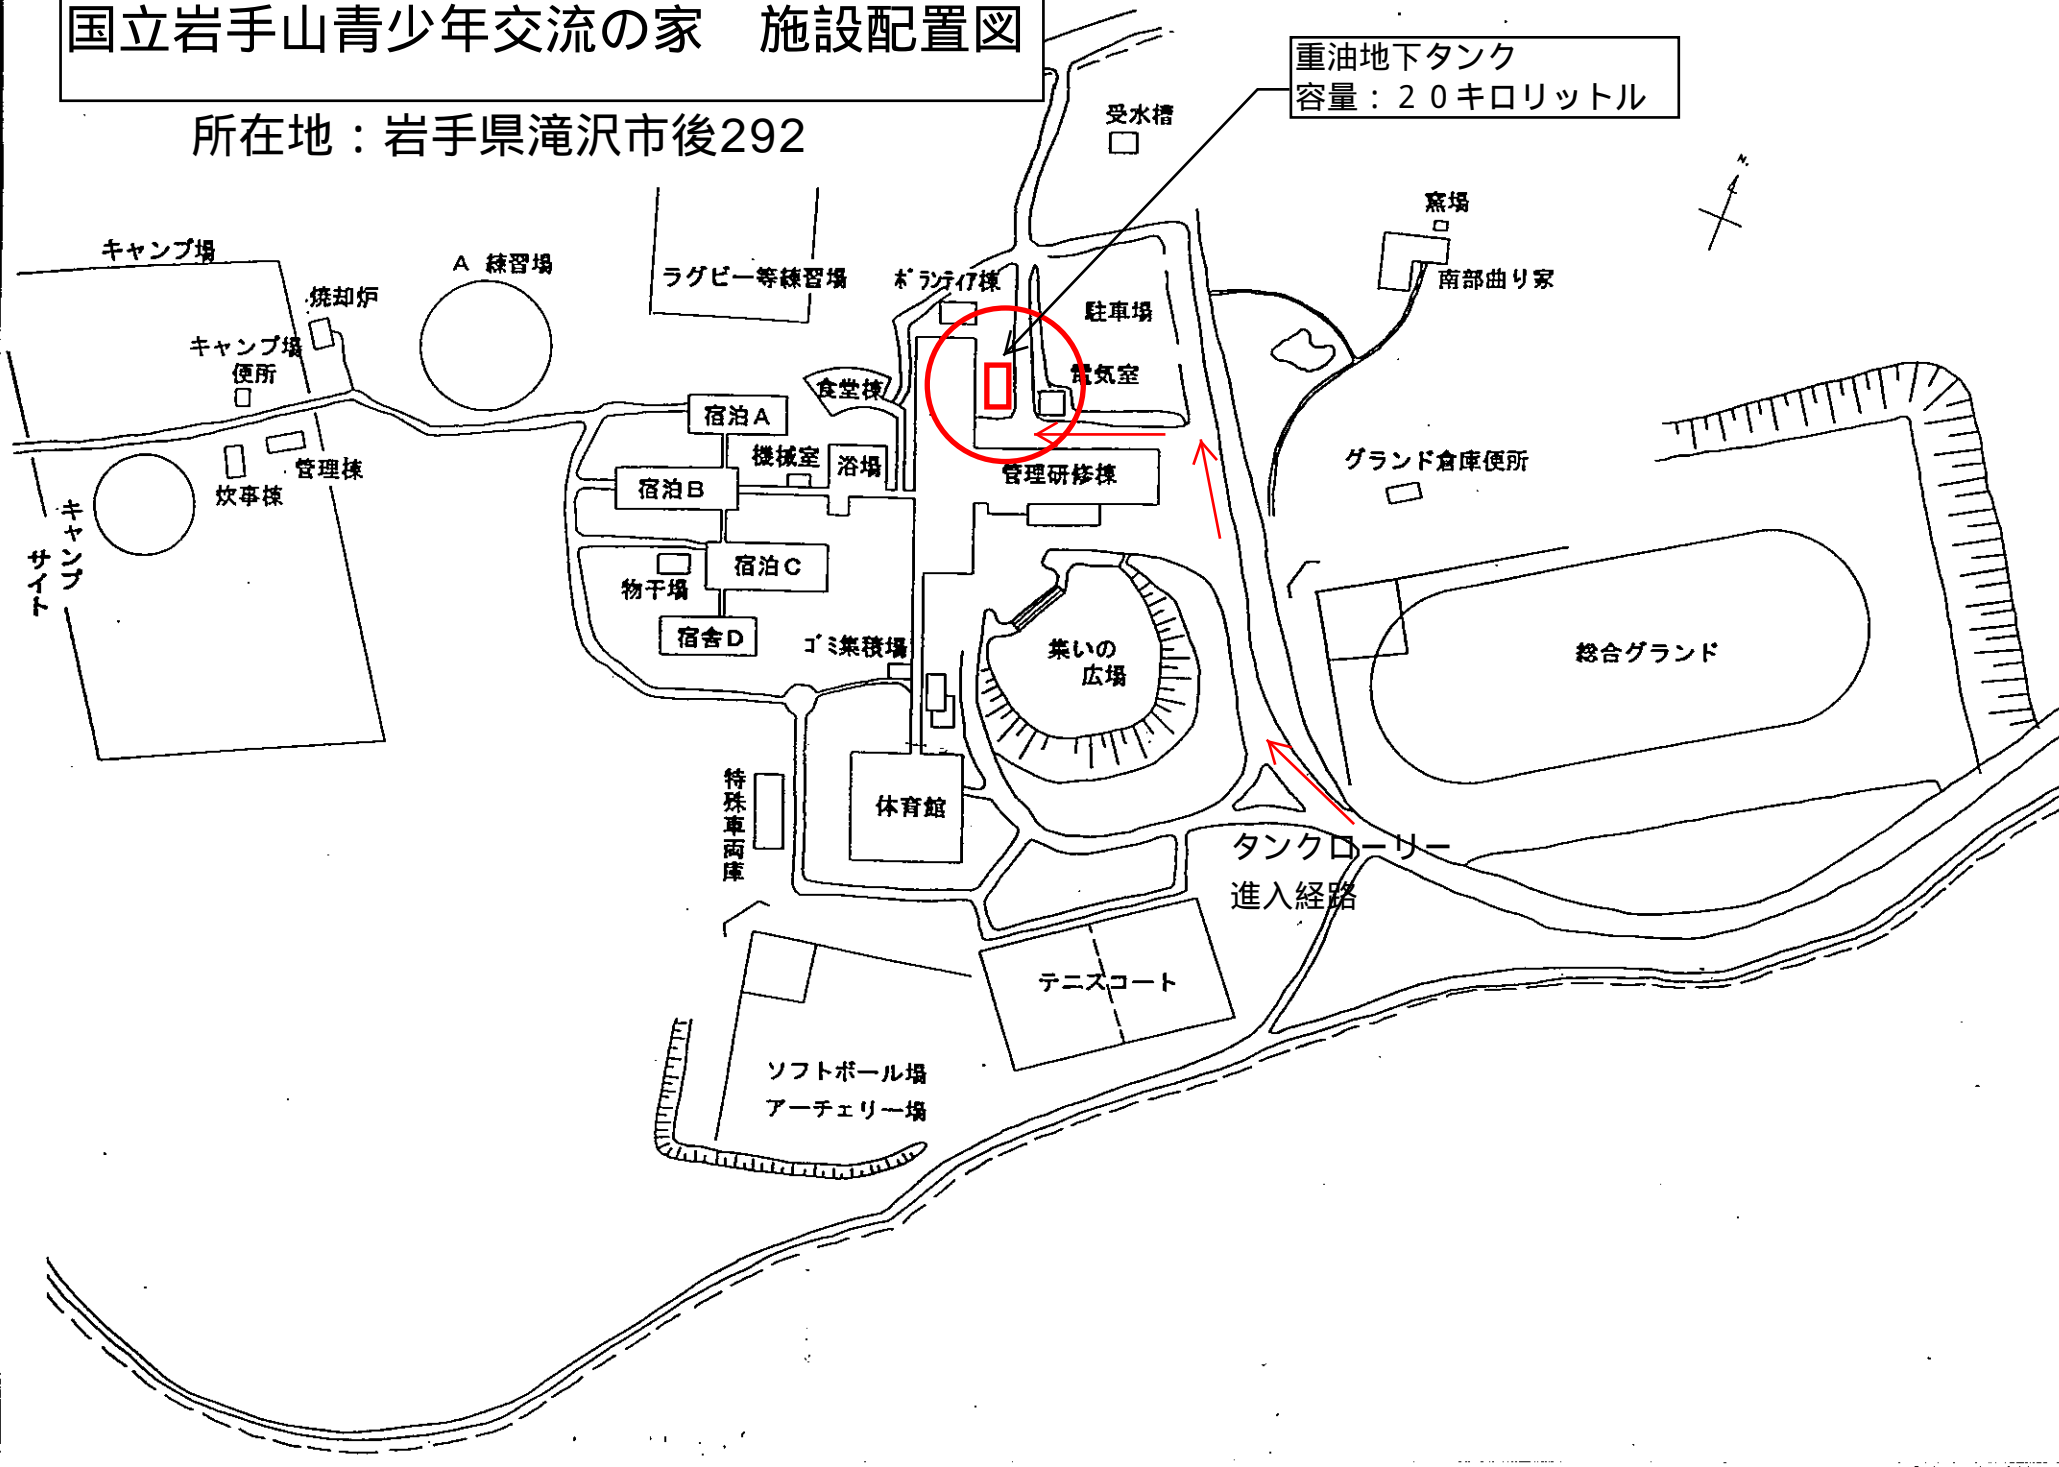 国立岩手山青少年交流の家　施設配置図
所在地：岩手県滝沢市後292
重油地下タンク
容量：２０キロリットル
受水槽
N.
窯場
南部曲り家
キャンプ場
焼却炉
A 練習場
ラグビー等練習場
ボランティア棟
駐車場
キャンプ場
便所
食堂棟
電気室
宿泊A
機械室
浴場
管理研修棟
グランド倉庫便所
管理棟
炊事棟
宿泊B
キャンプ
サイト
宿泊C
物干場
宿舎D
ゴミ集積場
集いの
広場
総合グランド
特殊車両庫
体育館
タンクローリー
進入経路
テニスコート
ソフトボール場
アーチェリー場